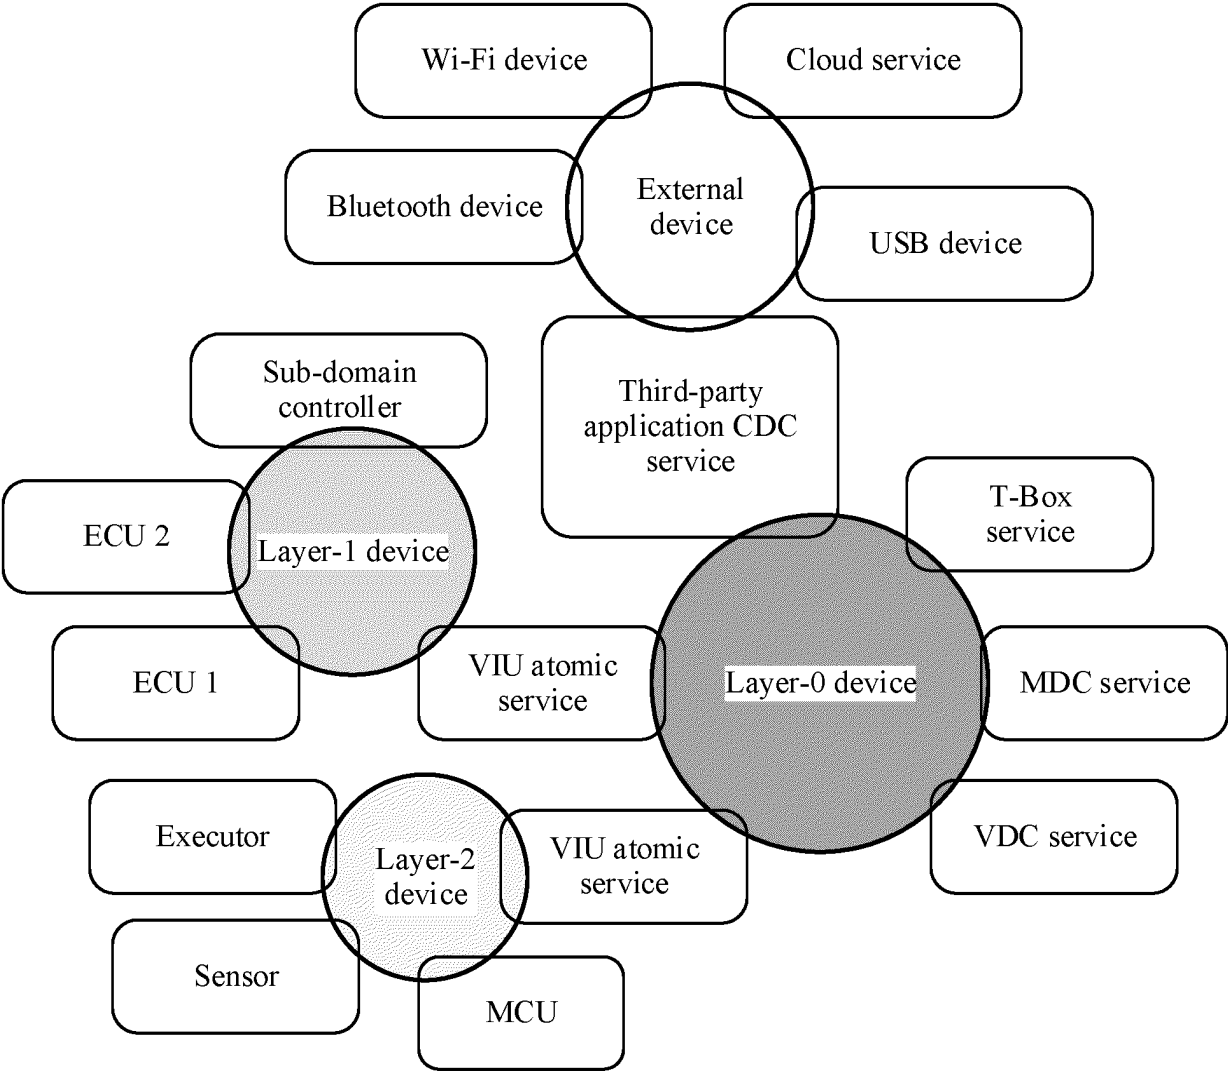 Wi-Fi device
Cloud service
External
device
Bluetooth device
USB device
Sub-domain
controller
Third-party
application CDC
service
T-Box
service
ECU 2
Layer-1 device
ECU 1
VIU atomic
service
Layer-0 device
MDC service
Executor
Layer-2
device
VIU atomic
service
VDC service
Sensor
MCU